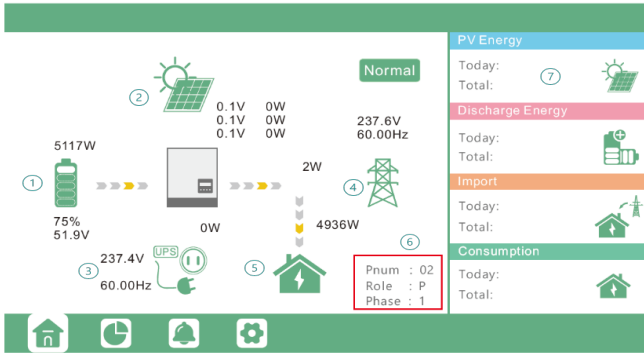 PV Energy
Today:
Total:
7
Normal
2
0.1V 0W
0.1V 0W
0.1V 0W
237.6V
60.00Hz
Discharge Energy
Today:
Total:
5117W
1
2W
4
75%
51.9V
0W
4936W
Import
Today:
Total:
3
237.4V
60.00Hz
UPS
5
6
Pnum : 02
Role : P
Phase : 1
Consumption
Today:
Total: